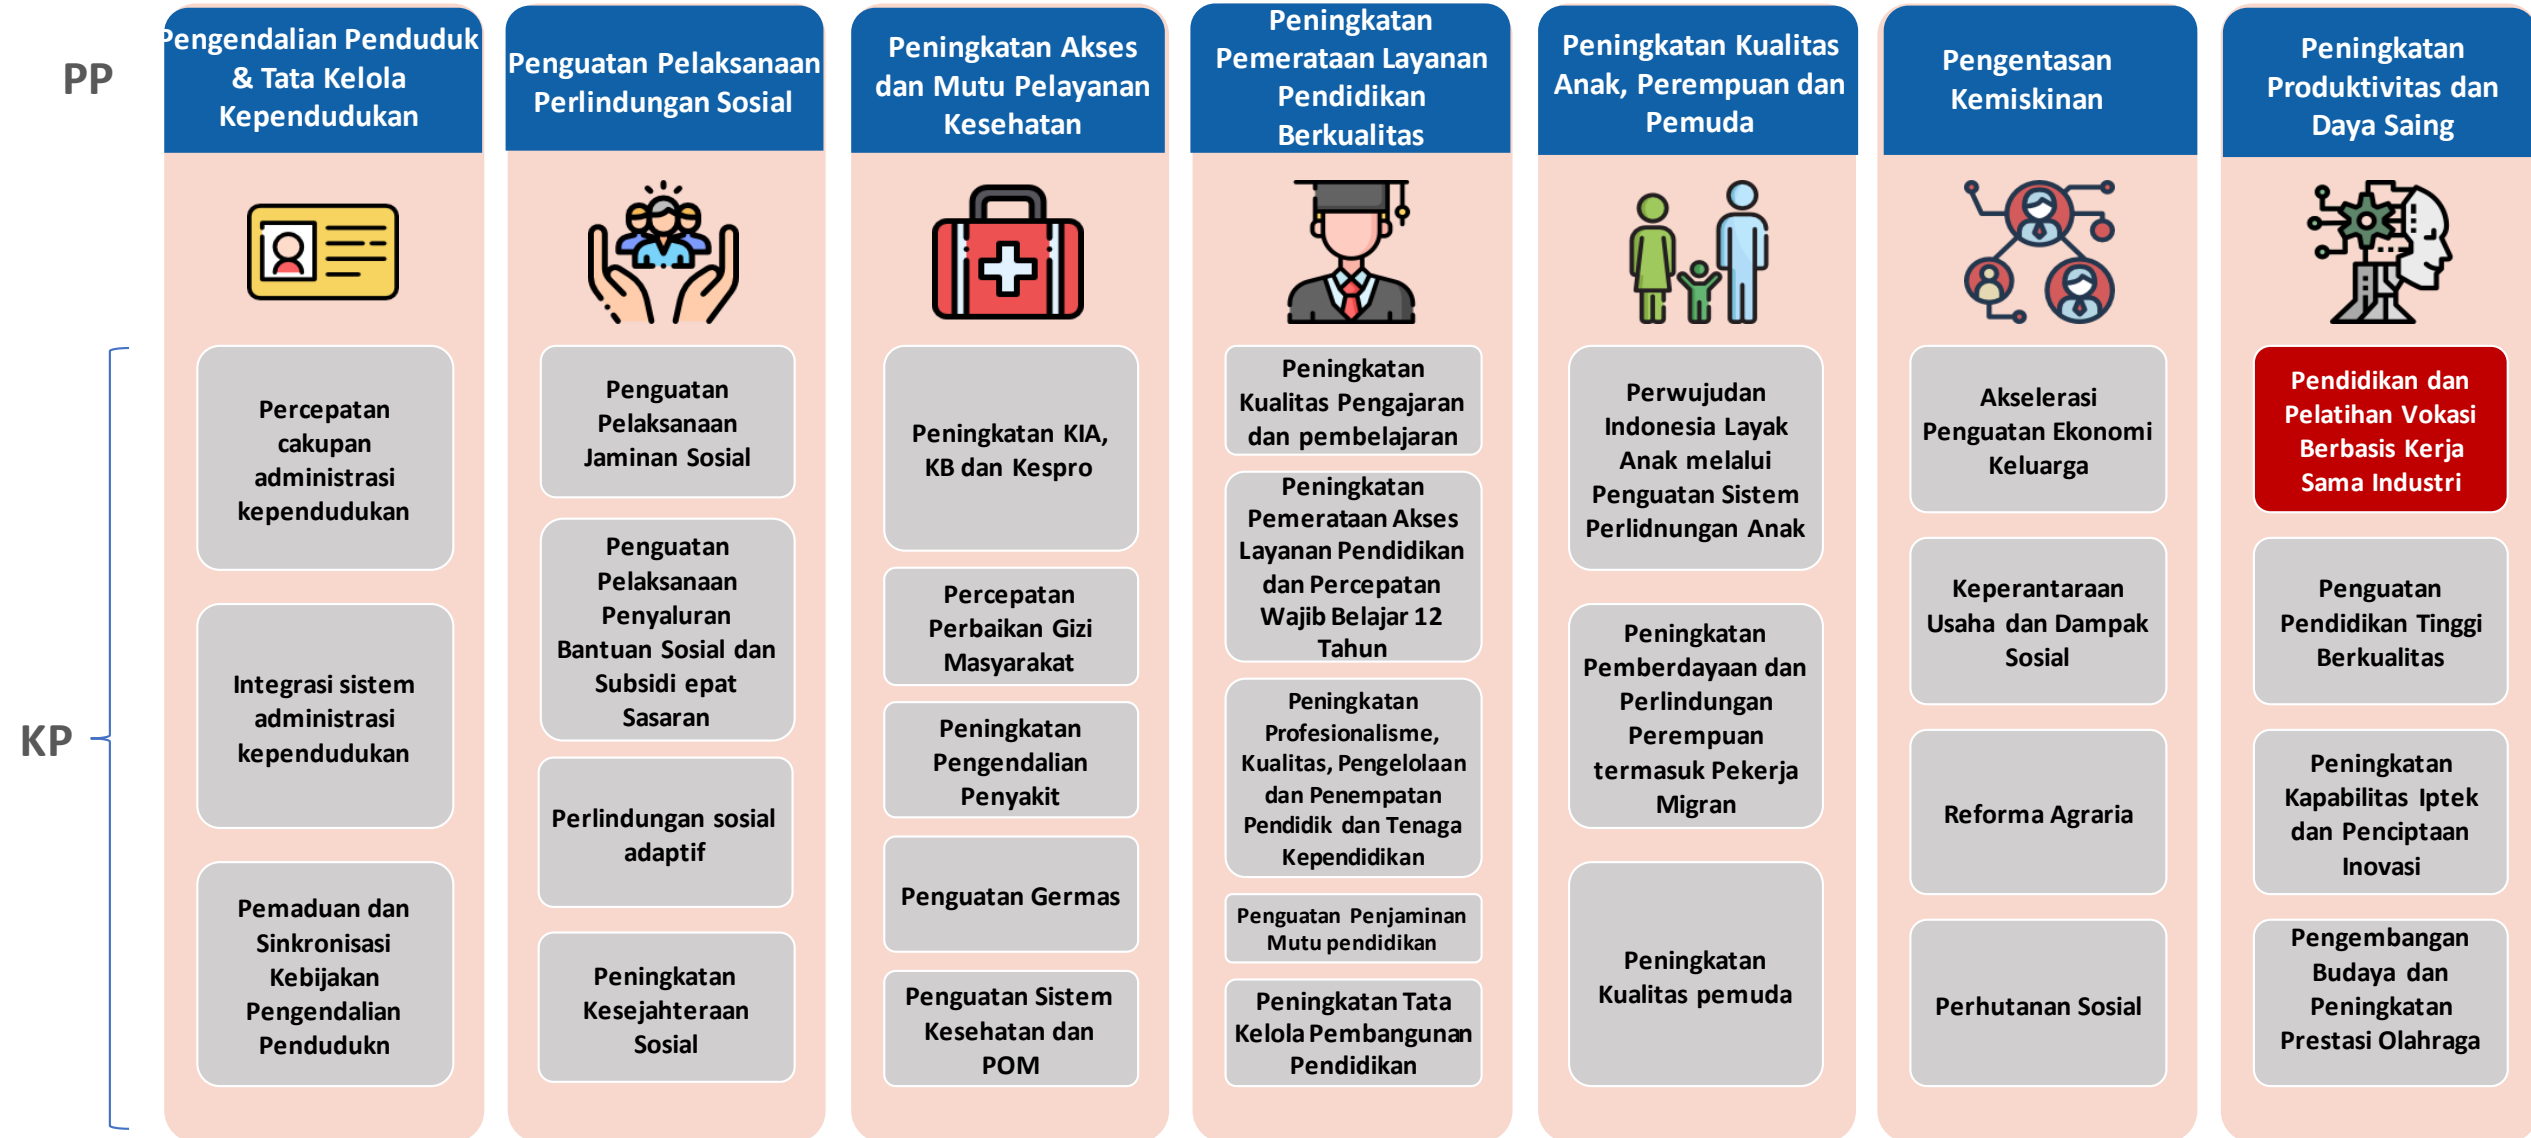 PP
Pengendalian Penduduk
& Tata Kelola
Kependudukan
Penguatan Pelaksanaan
Perlindungan Sosial
Peningkatan Akses
dan Mutu Pelayanan
Kesehatan
Peningkatan
Pemerataan Layanan
Pendidikan
Berkualitas
Peningkatan Kualitas
Anak, Perempuan dan
Pemuda
Pengentasan
Kemiskinan
Peningkatan
Produktivitas dan
Daya Saing
KP
Percepatan
cakupan
administrasi
kependudukan
Integrasi sistem
administrasi
kependudukan
Pemaduan dan
Sinkronisasi
Kebijakan
Pengendalian
Pendudukn
Penguatan
Pelaksanaan
Jaminan Sosial
Penguatan
Pelaksanaan
Penyaluran
Bantuan Sosial dan
Subsidi epat
Sasaran
Perlindungan sosial
adaptif
Peningkatan
Kesejahteraan
Sosial
Peningkatan KIA,
KB dan Kespro
Percepatan
Perbaikan Gizi
Masyarakat
Peningkatan
Pengendalian
Penyakit
Penguatan Germas
Penguatan Sistem
Kesehatan dan
POM
Peningkatan
Kualitas Pengajaran
dan pembelajaran
Peningkatan
Pemerataan Akses
Layanan Pendidikan
dan Percepatan
Wajib Belajar 12
Tahun
Peningkatan
Profesionalisme,
Kualitas, Pengelolaan
dan Penempatan
Pendidik dan Tenaga
Kependidikan
Penguatan Penjaminan
Mutu pendidikan
Peningkatan Tata
Kelola Pembangunan
Pendidikan
Perwujudan
Indonesia Layak
Anak melalui
Penguatan Sistem
Perlidnungan Anak
Peningkatan
Pemberdayaan dan
Perlindungan
Perempuan
termasuk Pekerja
Migran
Peningkatan
Kualitas pemuda
Akselerasi
Penguatan Ekonomi
Keluarga
Keperantaraan
Usaha dan Dampak
Sosial
Reforma Agraria
Perhutanan Sosial
Pendidikan dan
Pelatihan Vokasi
Berbasis Kerja
Sama Industri
Penguatan
Pendidikan Tinggi
Berkualitas
Peningkatan
Kapabilitas Iptek
dan Penciptaan
Inovasi
Pengembangan
Budaya dan
Peningkatan
Prestasi Olahraga